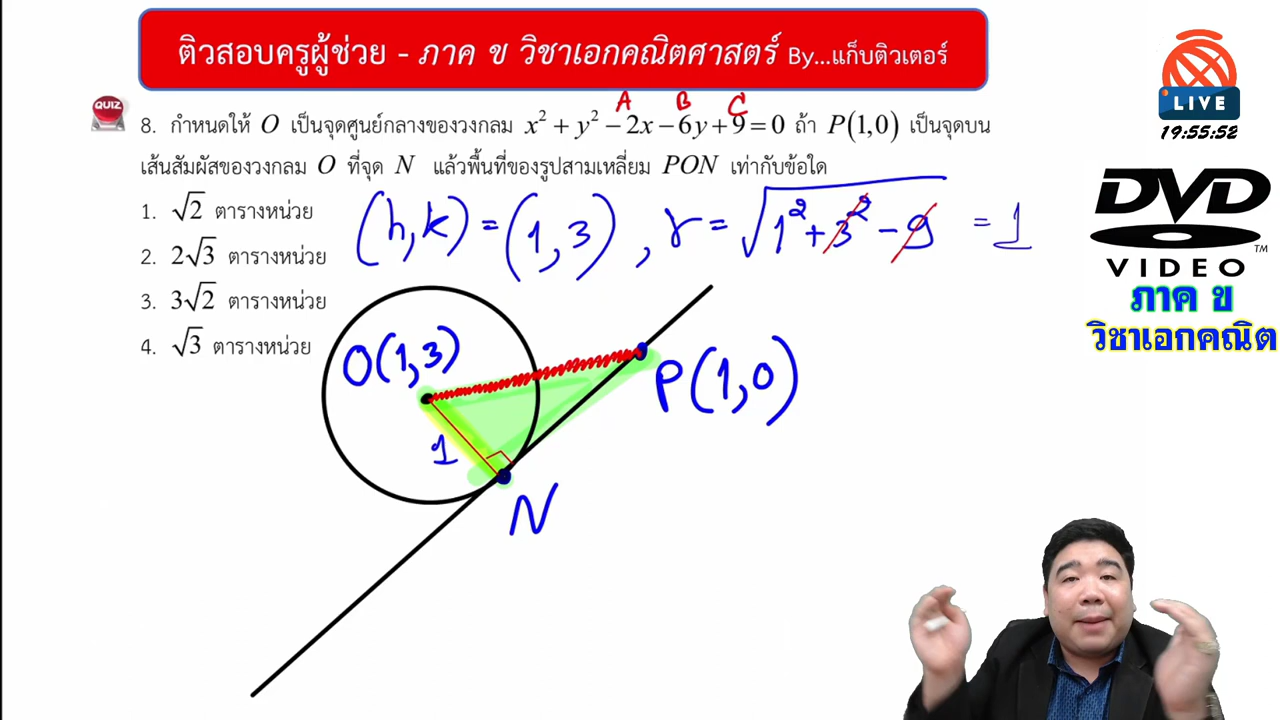 ติวสอบครูผู้ช่วย - ภาค ข วิชาเอกคณิตศาสตร์ By...แก็บติวเตอร์
LIVE
19:55:52
QUIZ
A B C
8. กำหนดให้ O เป็นจุดศูนย์กลางของวงกลม x² + y² − 2x − 6y + 9 = 0 ถ้า P(1,0) เป็นจุดบน
เส้นสัมผัสของวงกลม O ที่จุด N แล้วพื้นที่ของรูปสามเหลี่ยม PON เท่ากับข้อใด
1. √2 ตารางหน่วย
2. 2√3 ตารางหน่วย
3. 3√2 ตารางหน่วย
4. √3 ตารางหน่วย
(h,k) = (1,3), r = √1² + 3² − 9 = 1
O(1,3)
P(1,0)
1
N
DVD
TM
VIDEO
ภาค ข
วิชาเอกคณิต